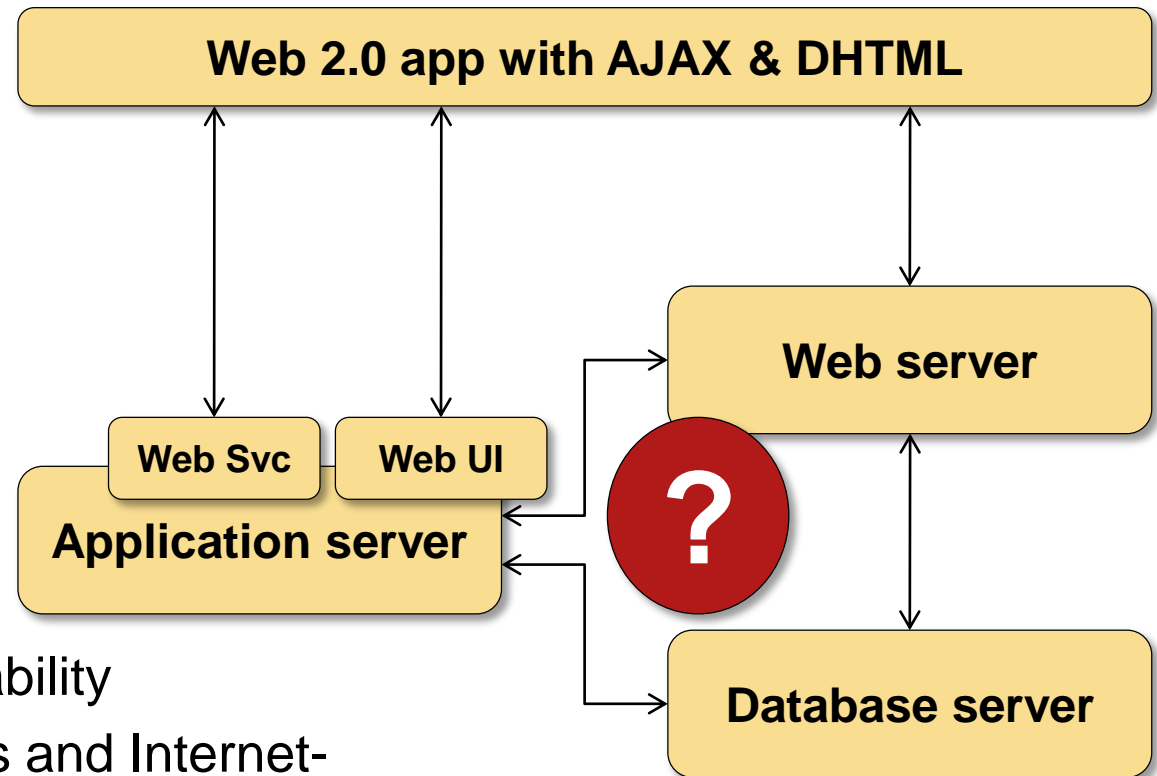 Web 2.0 app with AJAX & DHTML
Web server
Web Svc
Web UI
?
Application server
ability
s and Internet-
Database server